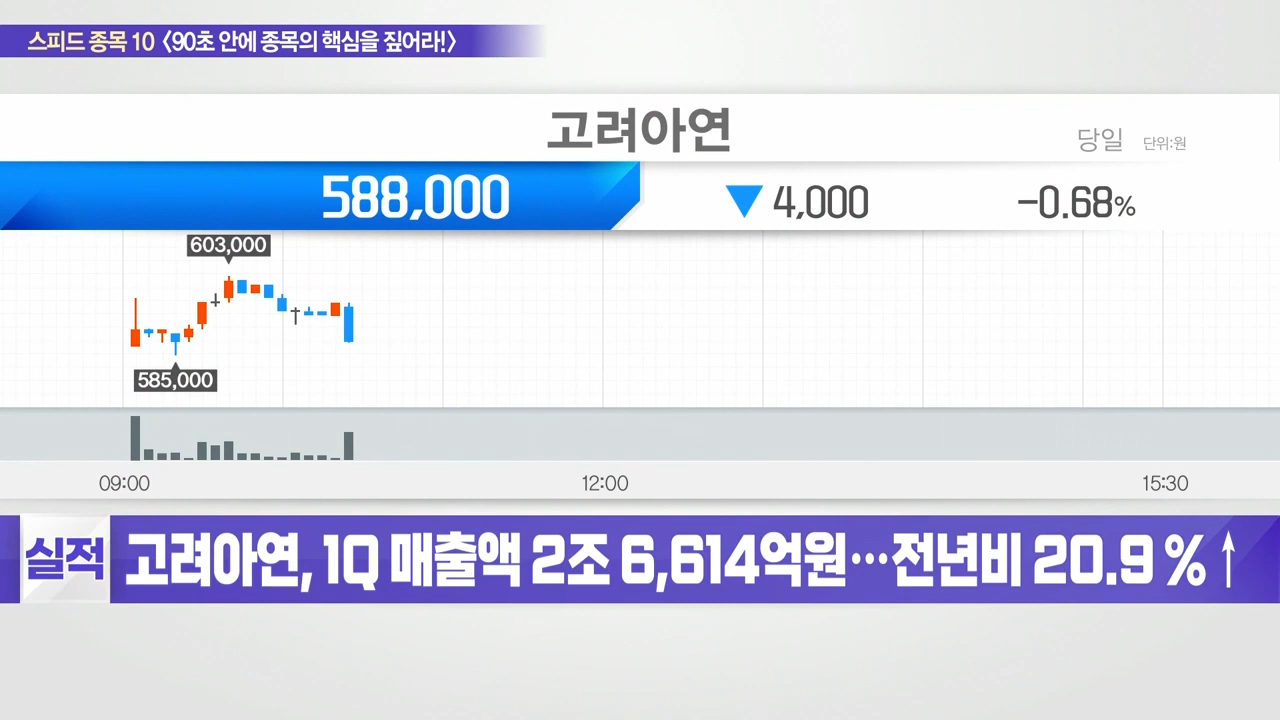 스피드 종목 10 〈90초 안에 종목의 핵심을 짚어라!〉
고려아연
당일 단위:원
588,000 ▼ 4,000 -0.68%
603,000
585,000
09:00 12:00 15:30
실적 고려아연, 1Q 매출액 2조 6,614억원…전년비 20.9 %↑